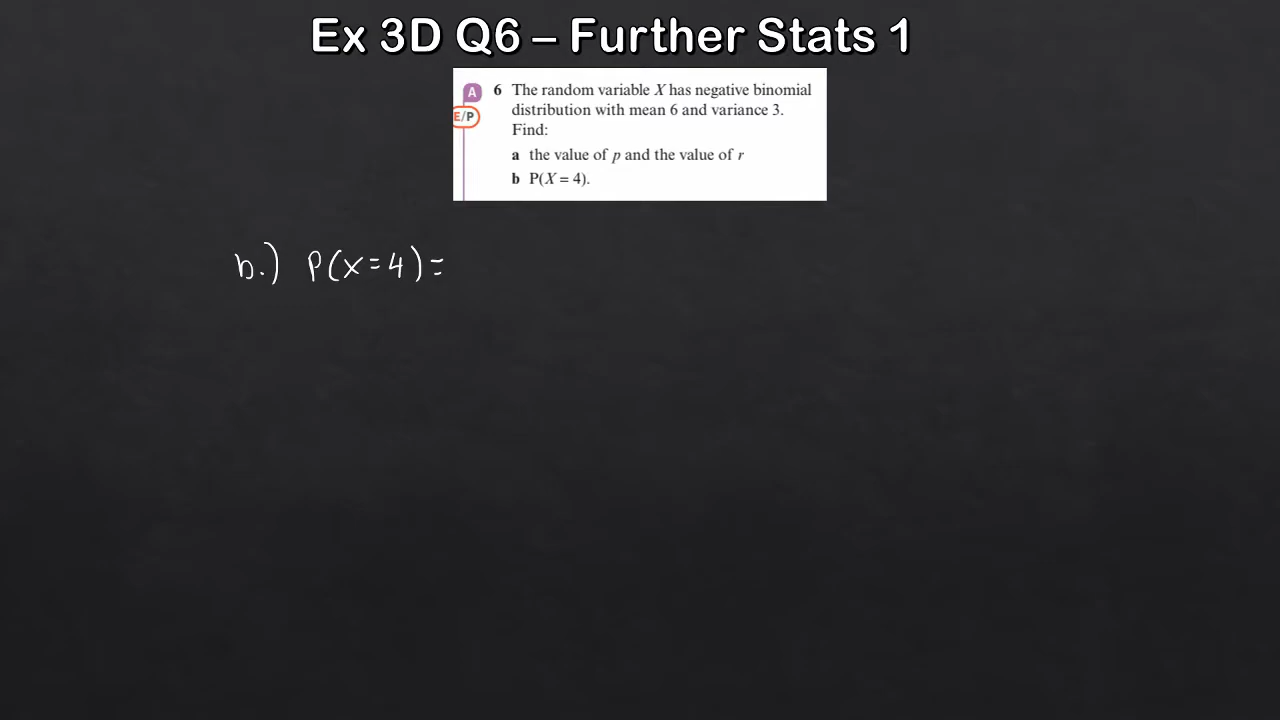 Ex 3D Q6 – Further Stats 1
A
E/P
6 The random variable X has negative binomial
distribution with mean 6 and variance 3.
Find:
a the value of p and the value of r
b P(X = 4).
b.) P(x=4)=